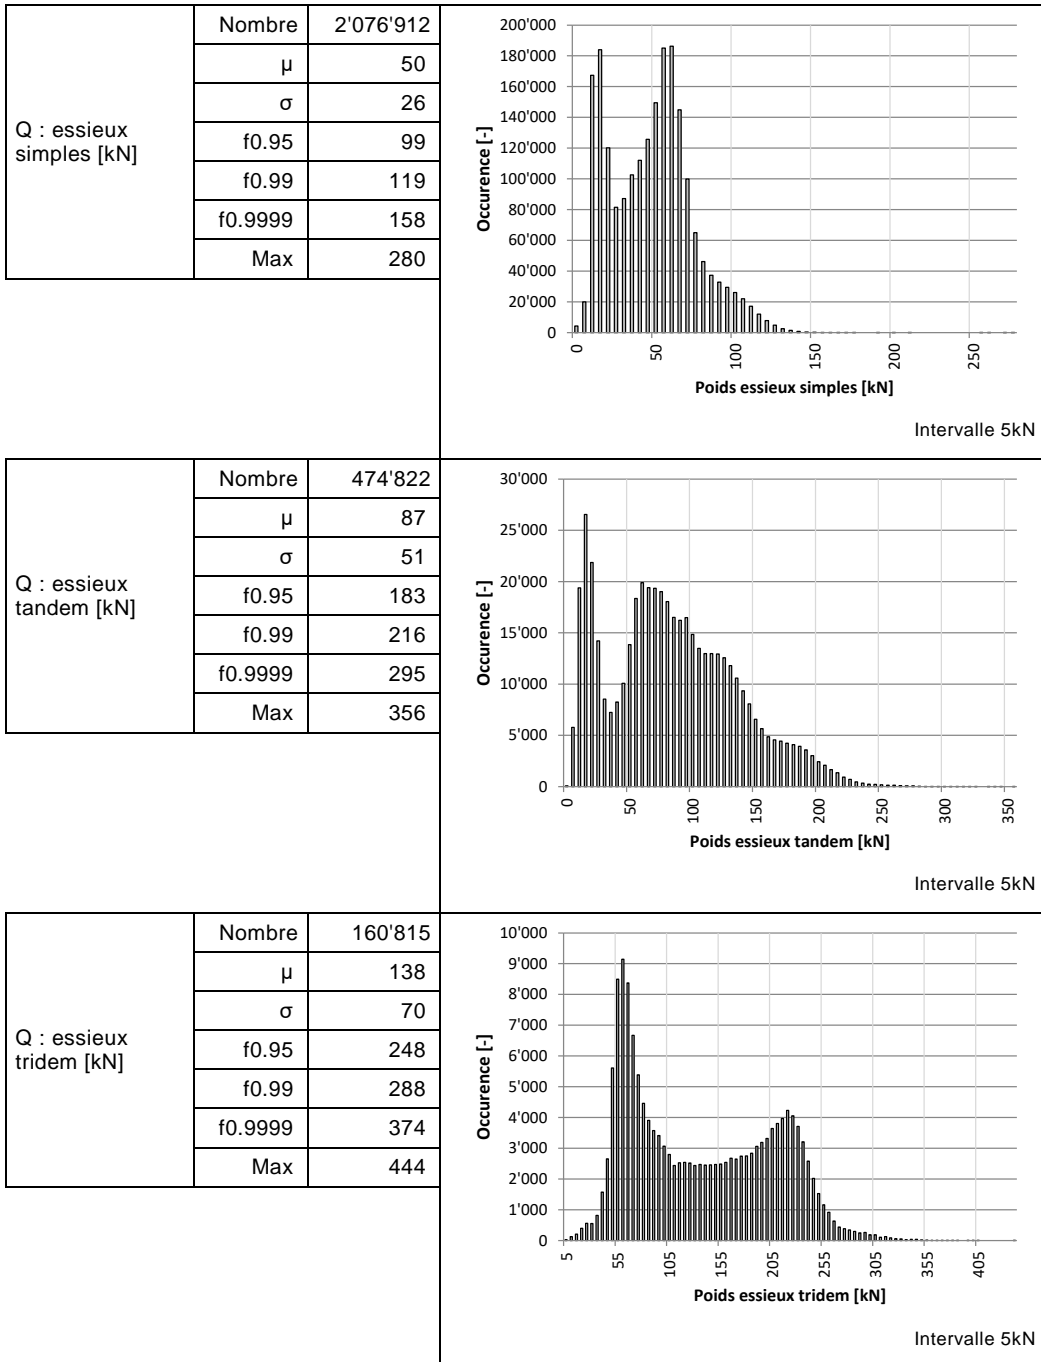 Q : essieux
simples [kN]
Nombre 2'076'912
μ 50
σ 26
f0.95 99
f0.99 119
f0.9999 158
Max 280
Occurence [-]
200'000
180'000
160'000
140'000
120'000
100'000
80'000
60'000
40'000
20'000
0
0 50 100 150 200 250
Poids essieux simples [kN]
Intervalle 5kN
Q : essieux
tandem [kN]
Nombre 474'822
μ 87
σ 51
f0.95 183
f0.99 216
f0.9999 295
Max 356
Occurence [-]
30'000
25'000
20'000
15'000
10'000
5'000
0
0 50 100 150 200 250 300 350
Poids essieux tandem [kN]
Intervalle 5kN
Q : essieux
tridem [kN]
Nombre 160'815
μ 138
σ 70
f0.95 248
f0.99 288
f0.9999 374
Max 444
Occurence [-]
10'000
9'000
8'000
7'000
6'000
5'000
4'000
3'000
2'000
1'000
0
5 55 105 155 205 255 305 355 405
Poids essieux tridem [kN]
Intervalle 5kN